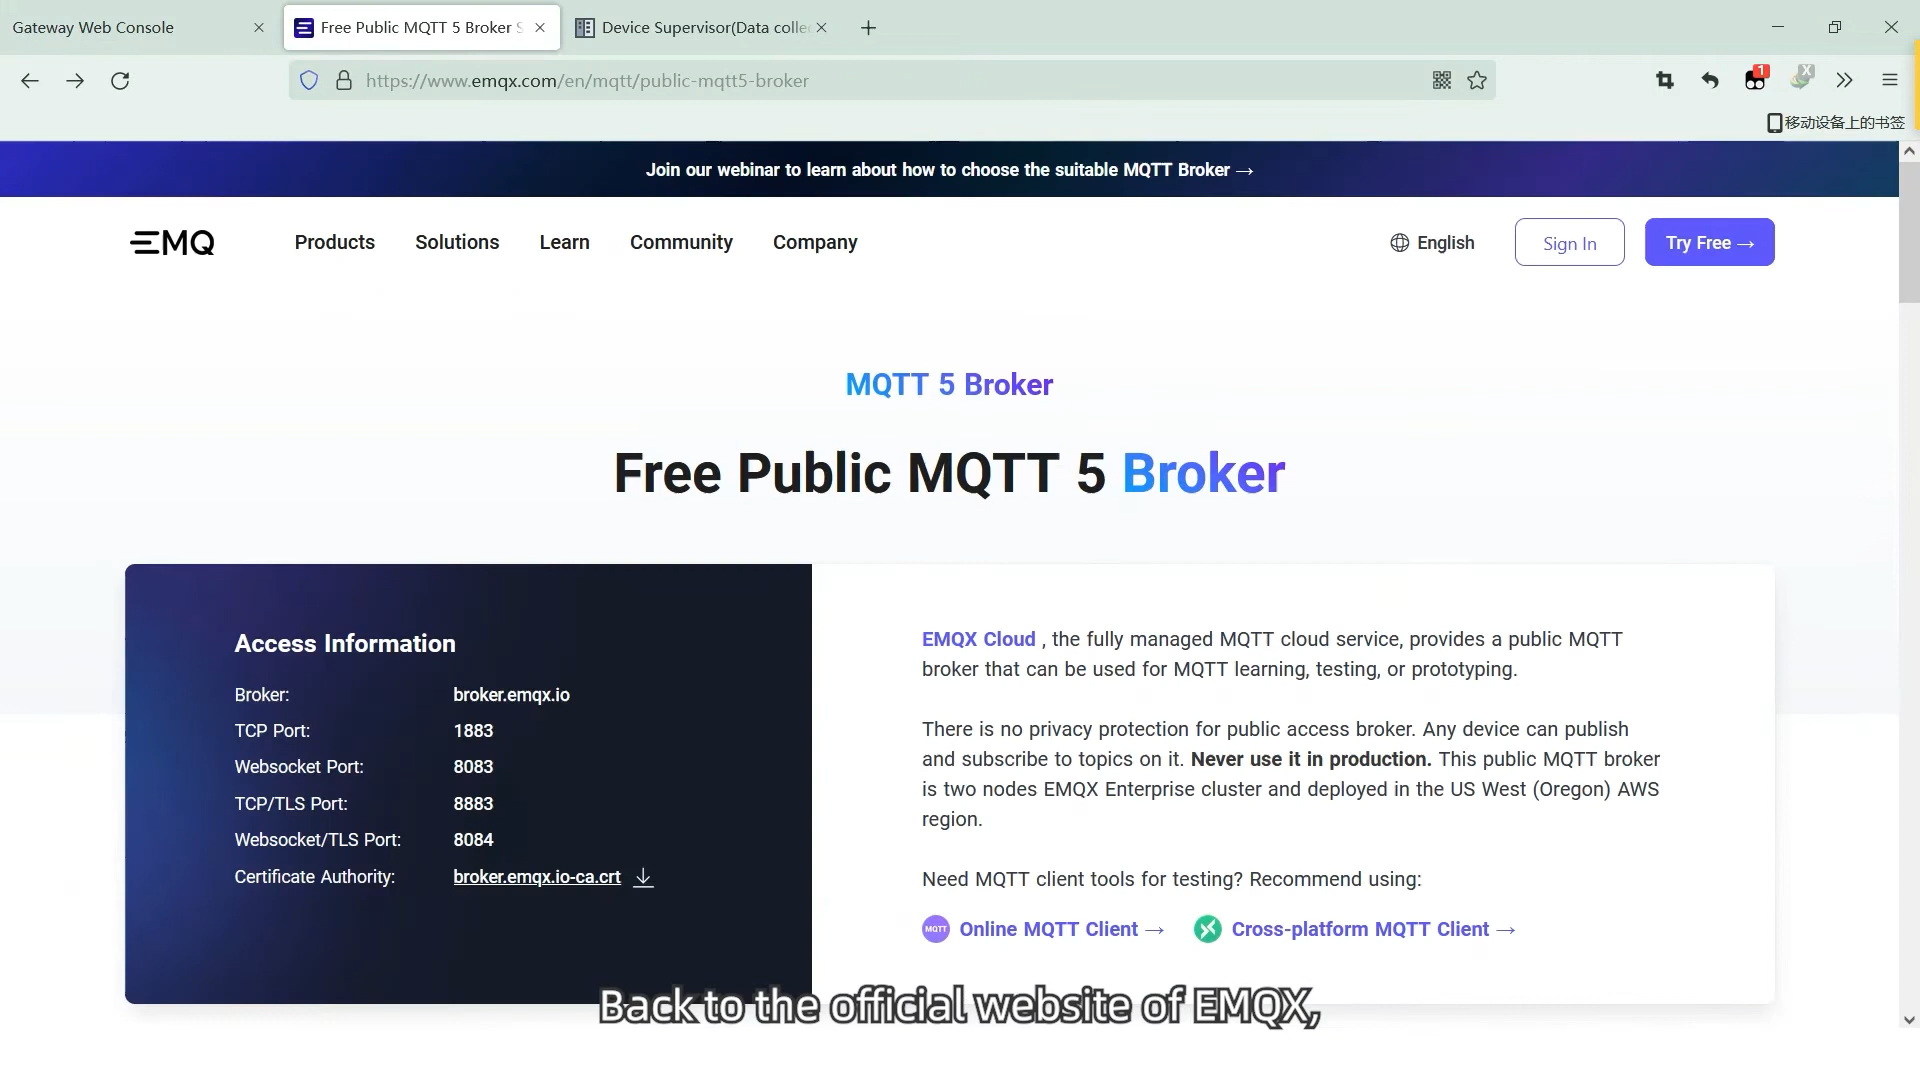 Gateway Web Console
Free Public MQTT 5 Broker S
Device Supervisor(Data colle
https://www.emqx.com/en/mqtt/public-mqtt5-broker
1
移动设备上的书签
Join our webinar to learn about how to choose the suitable MQTT Broker →
EMQ
Products
Solutions
Learn
Community
Company
English
Sign In
Try Free →
MQTT 5 Broker
Free Public MQTT 5 Broker
Access Information
Broker: broker.emqx.io
TCP Port: 1883
Websocket Port: 8083
TCP/TLS Port: 8883
Websocket/TLS Port: 8084
Certificate Authority: broker.emqx.io-ca.crt
EMQX Cloud , the fully managed MQTT cloud service, provides a public MQTT
broker that can be used for MQTT learning, testing, or prototyping.
There is no privacy protection for public access broker. Any device can publish
and subscribe to topics on it. Never use it in production. This public MQTT broker
is two nodes EMQX Enterprise cluster and deployed in the US West (Oregon) AWS
region.
Need MQTT client tools for testing? Recommend using:
MQTT
Online MQTT Client →
Cross-platform MQTT Client →
Back to the official website of EMQX,